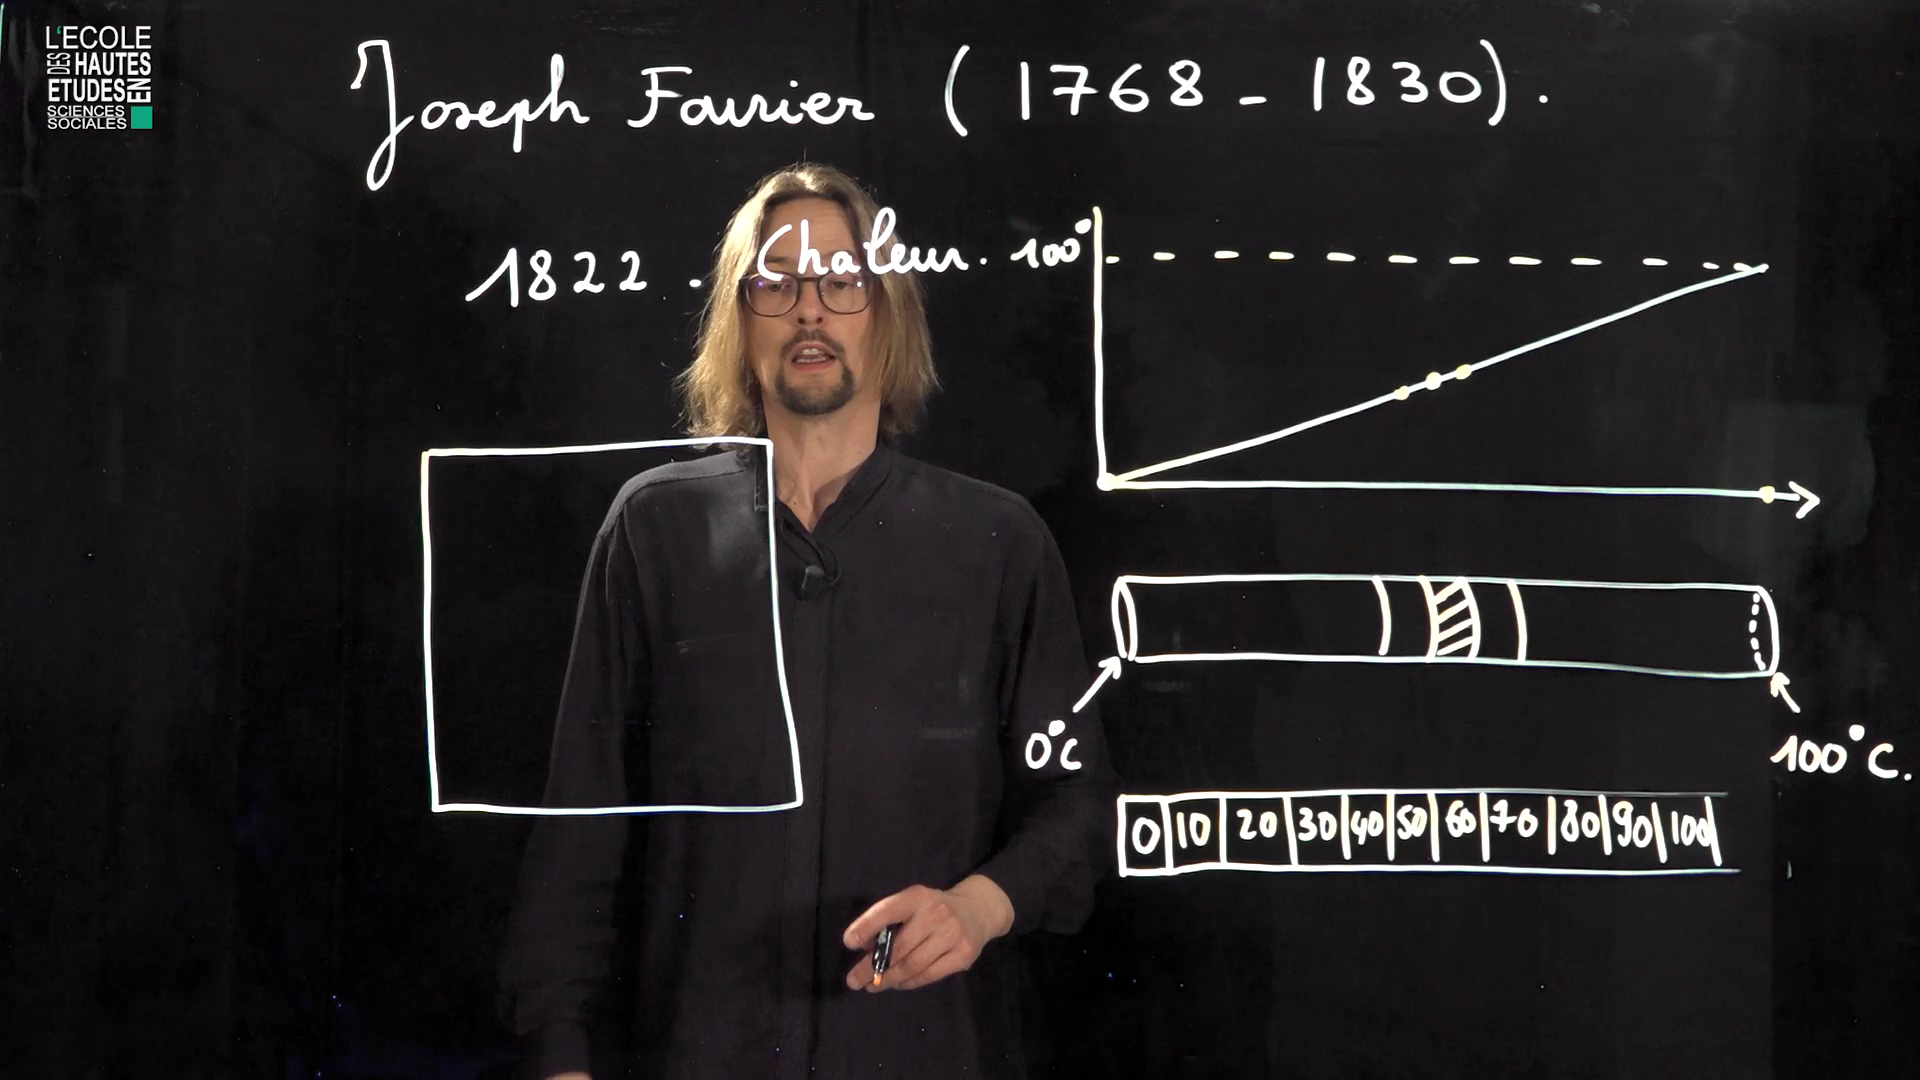 L'ECOLE
DES HAUTES
ETUDES EN
SCIENCES
SOCIALES
Joseph Fourier (1768 - 1830).
1822. Chaleur. 100°
0°C
100°C.
0 10 20 30 40 50 60 70 80 90 100